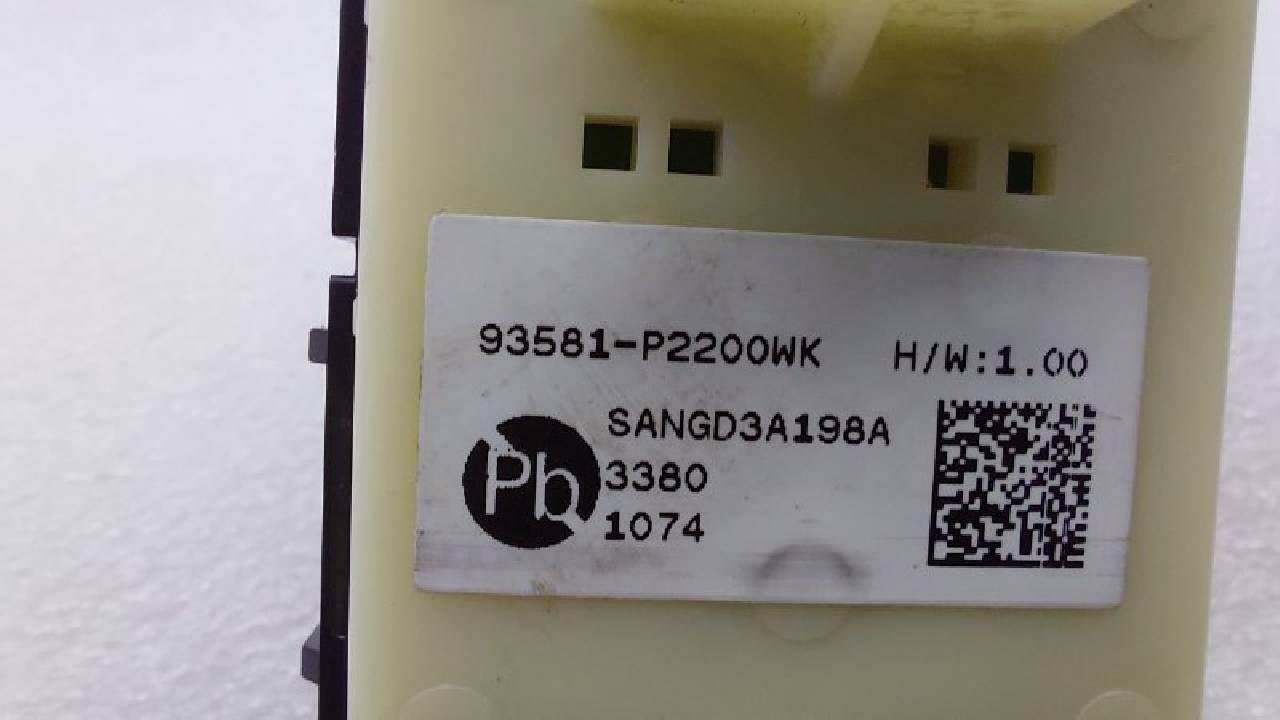 93581-P2200WK H/W:1.00
SANGD3A198A
Pb
3380
1074